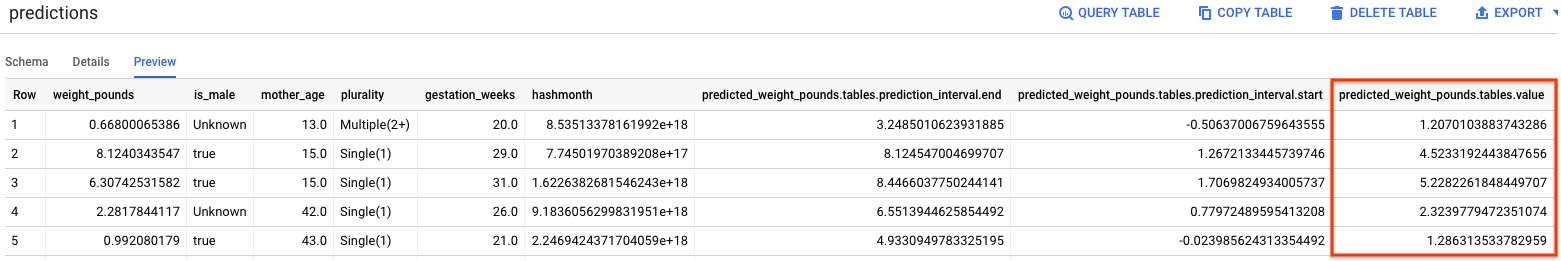 predictions QUERY TABLE COPY TABLE DELETE TABLE EXPORT
Schema Details Preview
Row weight_pounds is_male mother_age plurality gestation_weeks hashmonth predicted_weight_pounds.tables.prediction_interval.end predicted_weight_pounds.tables.prediction_interval.start predicted_weight_pounds.tables.value
1 0.66800065386 Unknown 13.0 Multiple(2+) 20.0 8.53513378161992e+18 3.2485010623931885 -0.50637006759643555 1.2070103883743286
2 8.1240343547 true 15.0 Single(1) 29.0 7.74501970389208e+17 8.124547004699707 1.2672133445739746 4.5233192443847656
3 6.30742531582 true 15.0 Single(1) 31.0 1.6226382681546243e+18 8.4466037750244141 1.7069824934005737 5.2282261848449707
4 2.2817844117 Unknown 42.0 Single(1) 26.0 9.1836056299831951e+18 6.5513944625854492 0.77972489595413208 2.3239779472351074
5 0.992080179 true 43.0 Single(1) 21.0 2.2469424371704059e+18 4.9330949783325195 -0.023985624313354492 1.286313533782959